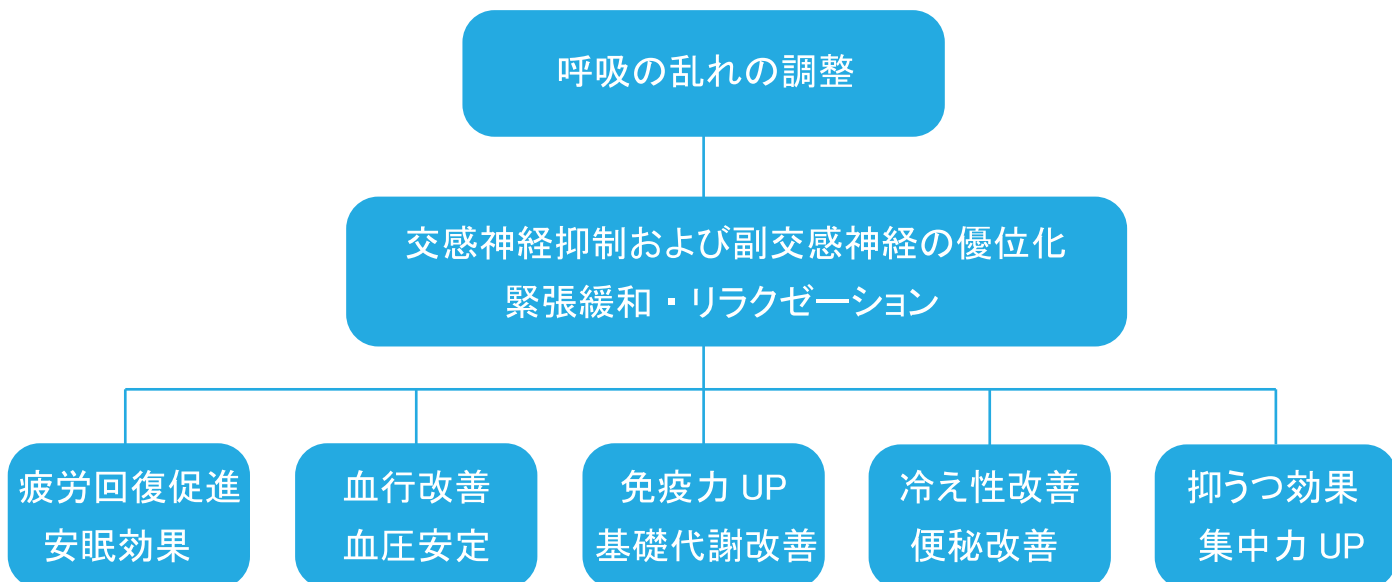 呼吸の乱れの調整
交感神経抑制および副交感神経の優位化
緊張緩和・リラクゼーション
疲労回復促進
安眠効果
血行改善
血圧安定
免疫力 UP
基礎代謝改善
冷え性改善
便秘改善
抑うつ効果
集中力 UP